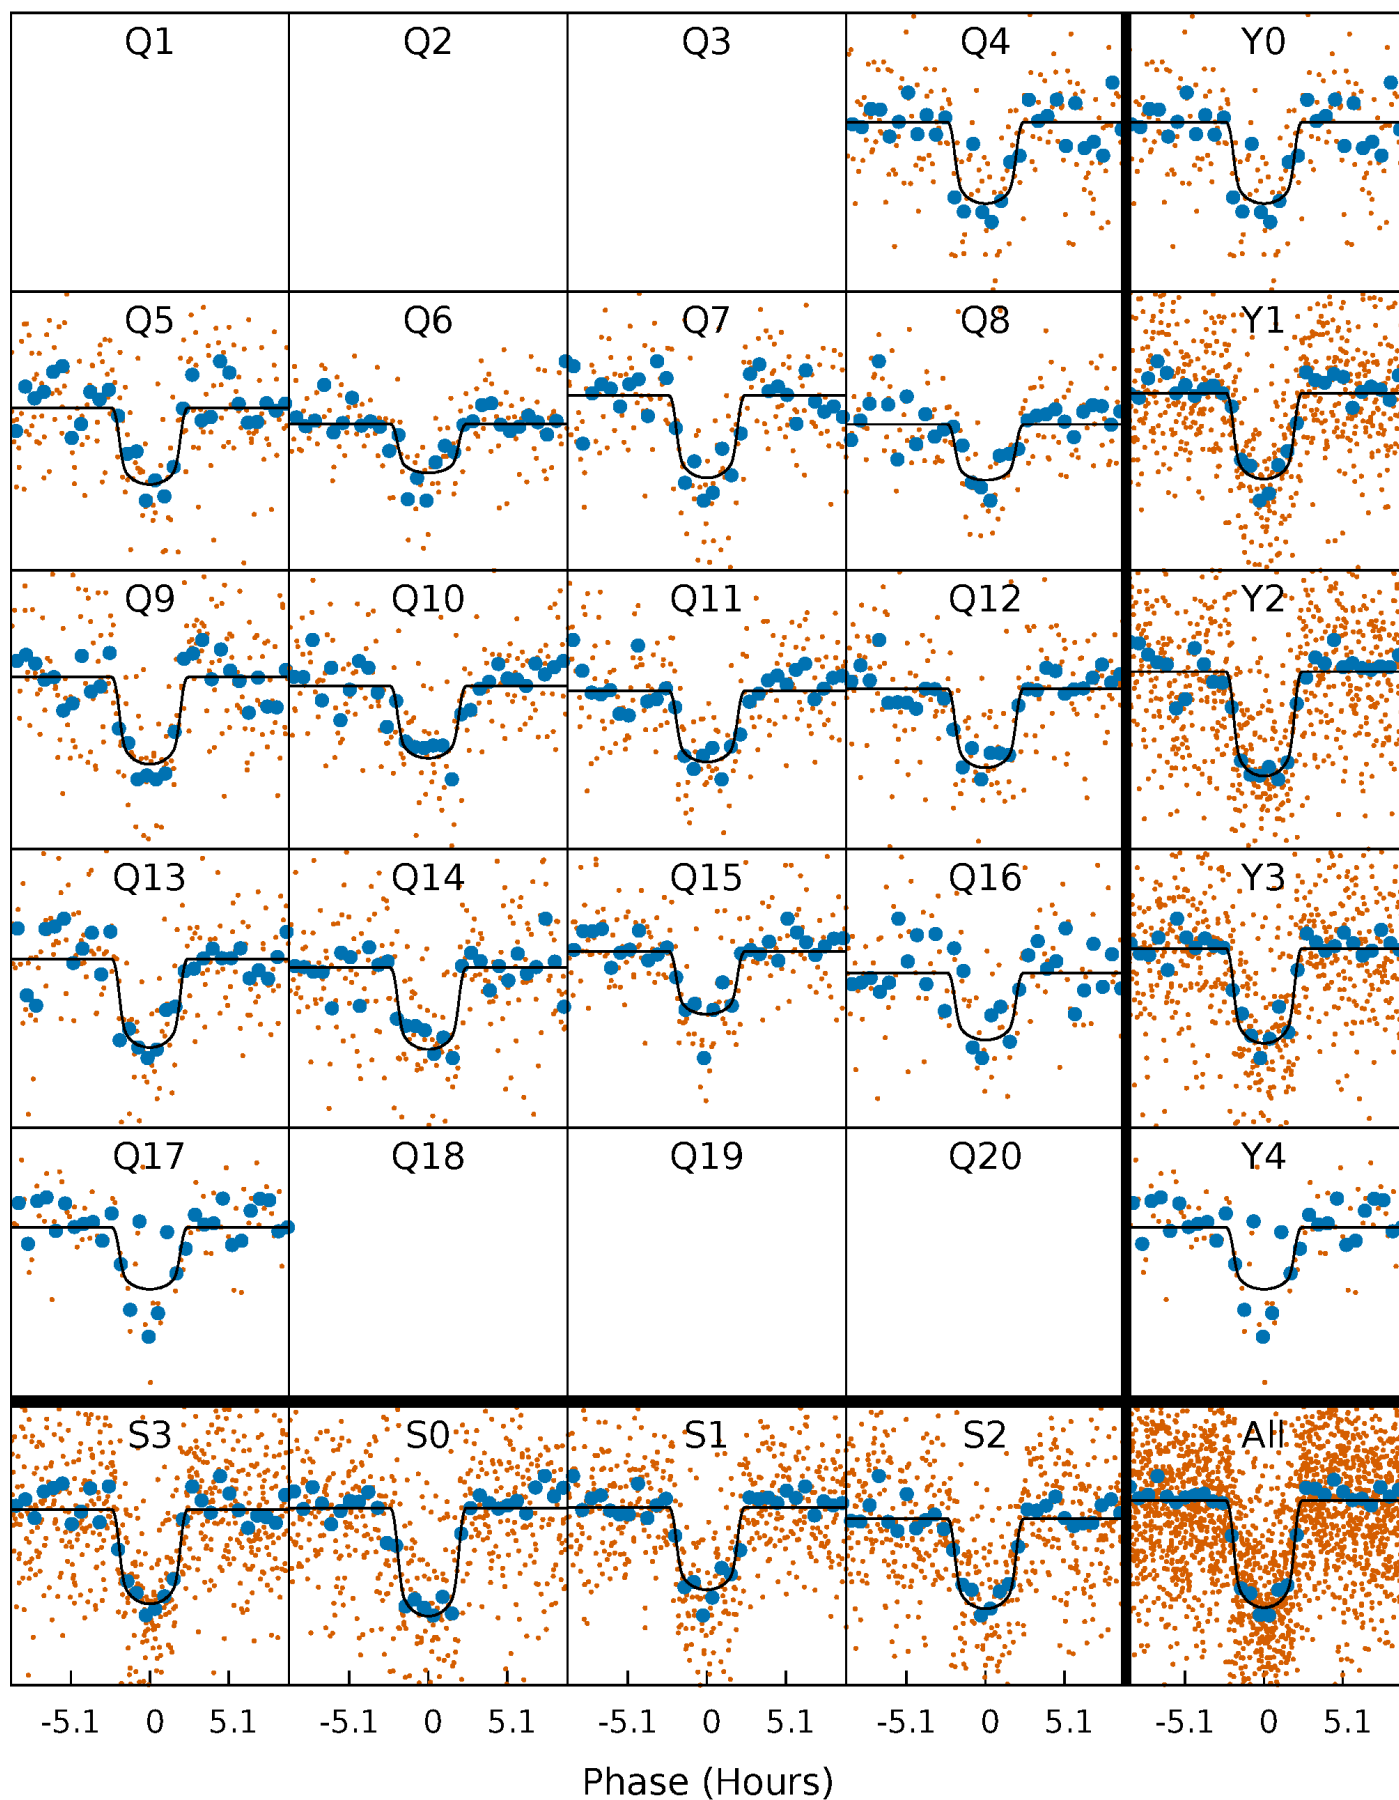 Q1 Q2 Q3 Q4 Y0
Q5 Q6 Q7 Q8 Y1
Q9 Q10 Q11 Q12 Y2
Q13 Q14 Q15 Q16 Y3
Q17 Q18 Q19 Q20 Y4
S3 S0 S1 S2 All
-5.1 0 5.1 -5.1 0 5.1 -5.1 0 5.1 -5.1 0 5.1 -5.1 0 5.1
Phase (Hours)